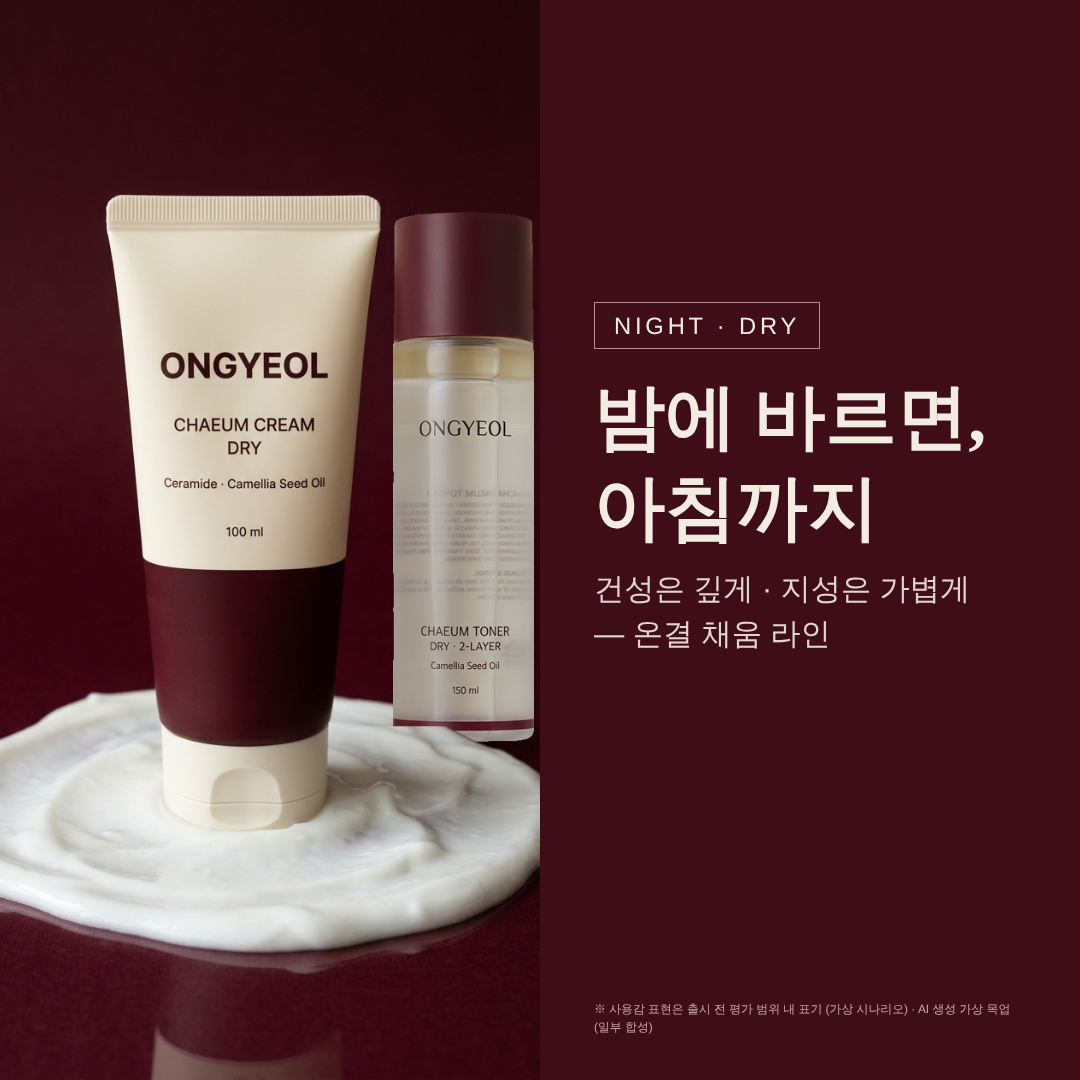 ONGYEOL
CHAEUM CREAM
DRY
Ceramide · Camellia Seed Oil
100 ml
ONGYEOL
CHAEUM TONER
DRY · 2-LAYER
Camellia Seed Oil
150 ml
NIGHT · DRY
밤에 바르면,
아침까지
건성은 깊게 · 지성은 가볍게
— 온결 채움 라인
※ 사용감 표현은 출시 전 평가 범위 내 표기 (가상 시나리오) · AI 생성 가상 목업
(일부 합성)